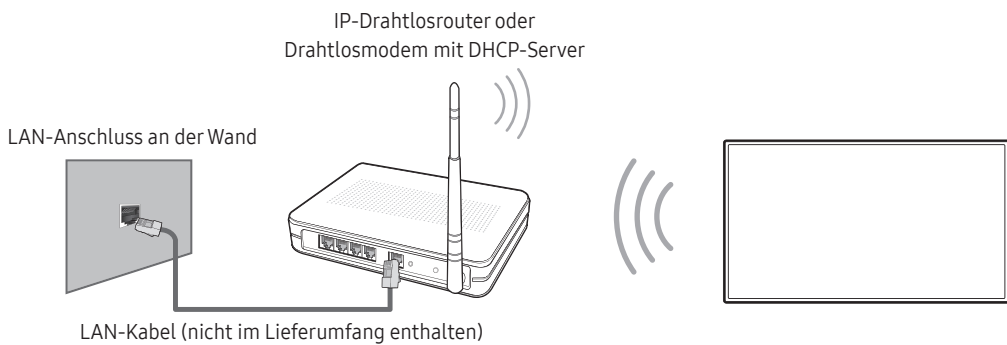 IP-Drahtlosrouter oder
Drahtlosmodem mit DHCP-Server
LAN-Anschluss an der Wand
LAN-Kabel (nicht im Lieferumfang enthalten)